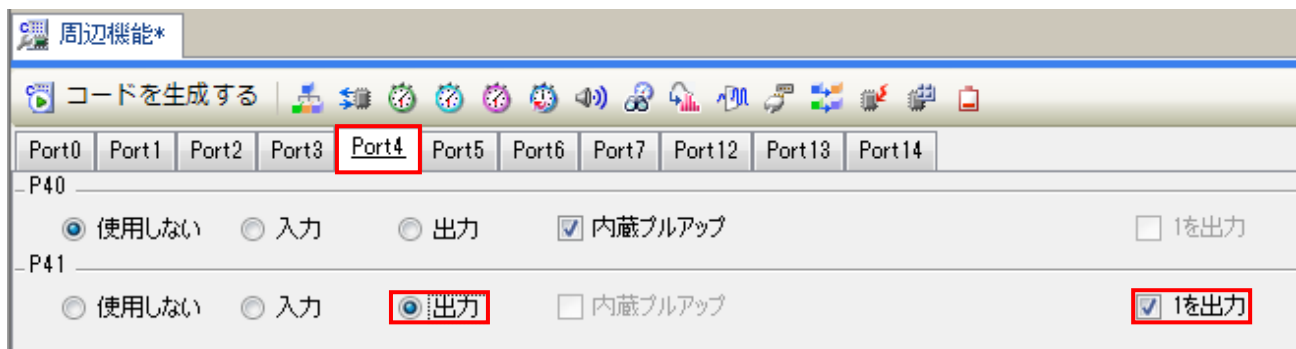 周辺機能*
コードを生成する
Port0 Port1 Port2 Port3 Port4 Port5 Port6 Port7 Port12 Port13 Port14
P40
使用しない 入力 出力 内蔵プルアップ 1を出力
P41
使用しない 入力 出力 内蔵プルアップ 1を出力